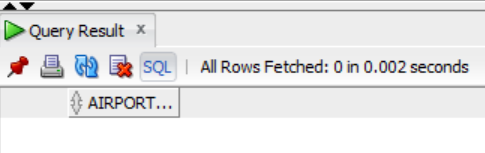 Query Result x
SQL | All Rows Fetched: 0 in 0.002 seconds
AIRPORT...